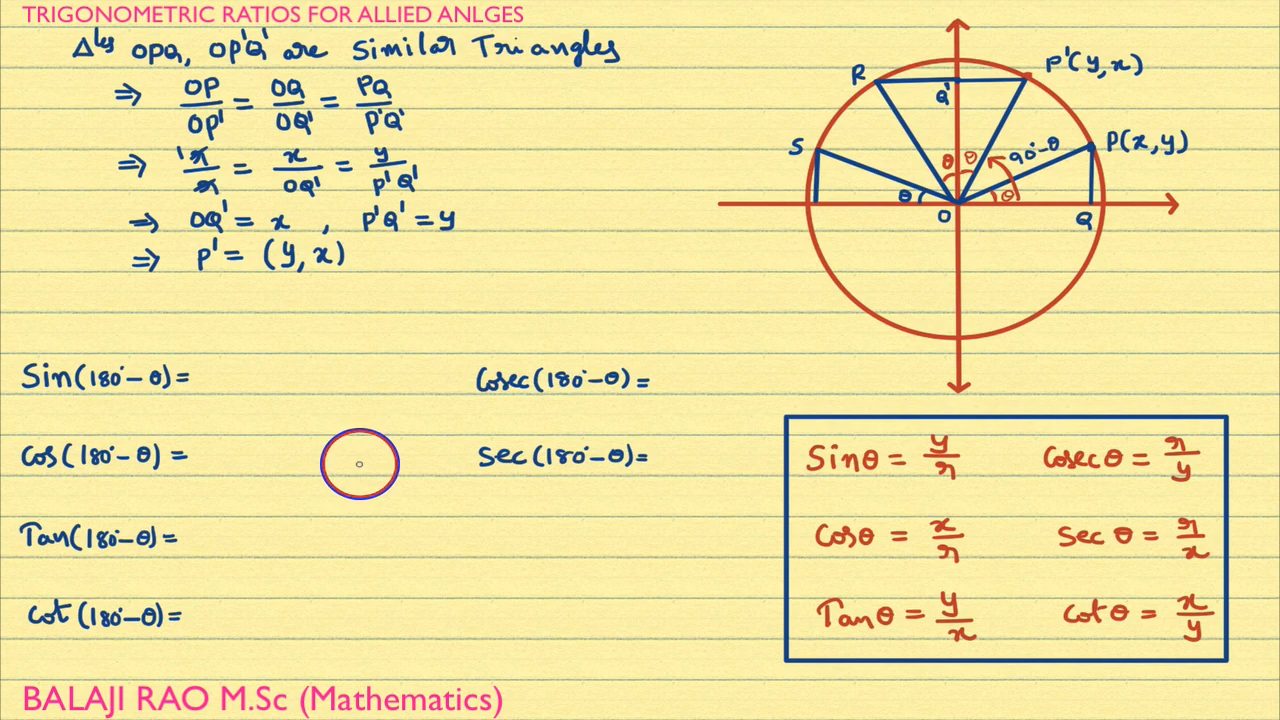 TRIGONOMETRIC RATIOS FOR ALLIED ANLGES
Δles OPQ, OP'Q' are Similar Triangles
⇒ OP/OP' = OQ/OQ' = PQ/P'Q'
⇒ r/r = x/OQ' = y/P'Q'
⇒ OQ' = x , P'Q' = y
⇒ P' = (y, x)
R
Q'
P'(y, x)
S
P(x, y)
θ
θ
θ
90°-θ
θ
O
Q
Sin(180°-θ) =
Cosec(180°-θ) =
Cos(180°-θ) =
Sec(180°-θ) =
Tan(180°-θ) =
Cot(180°-θ) =
Sinθ = y/r
Cosecθ = r/y
Cosθ = x/r
Sec θ = r/x
Tanθ = y/x
Cotθ = x/y
BALAJI RAO M.Sc (Mathematics)